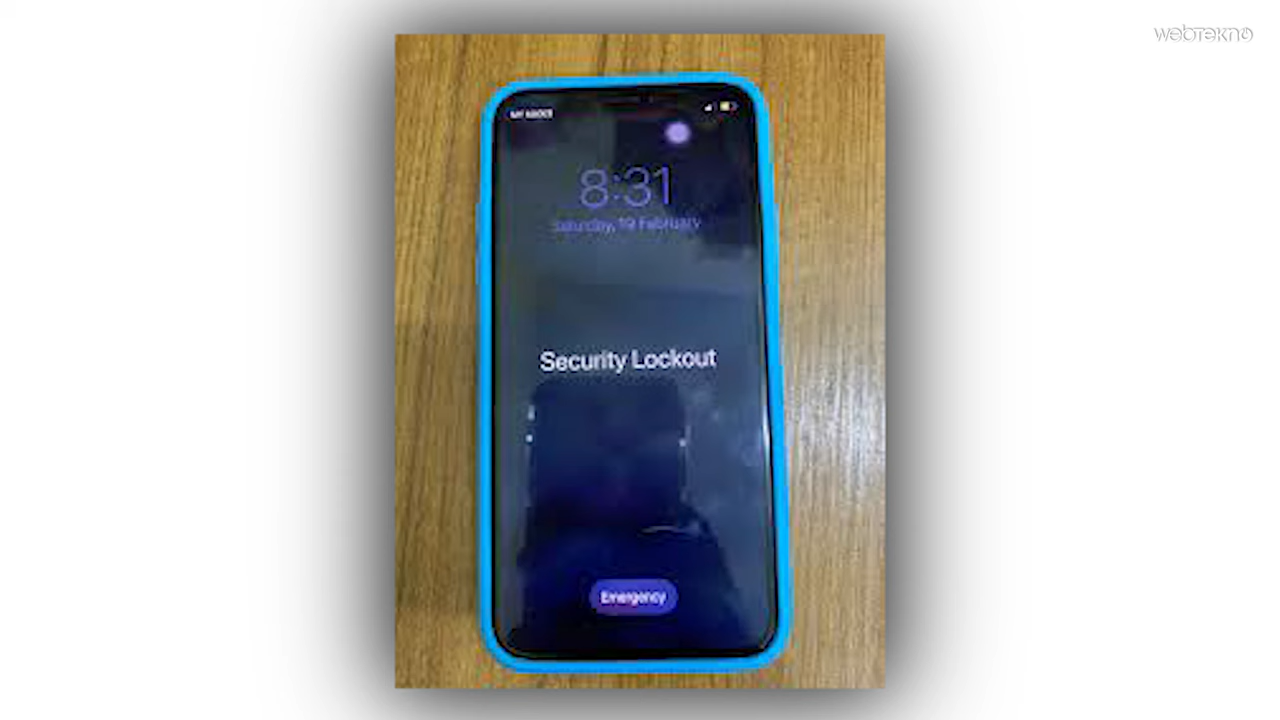 webtekno
8:31
Saturday, 19 February
Security Lockout
Emergency